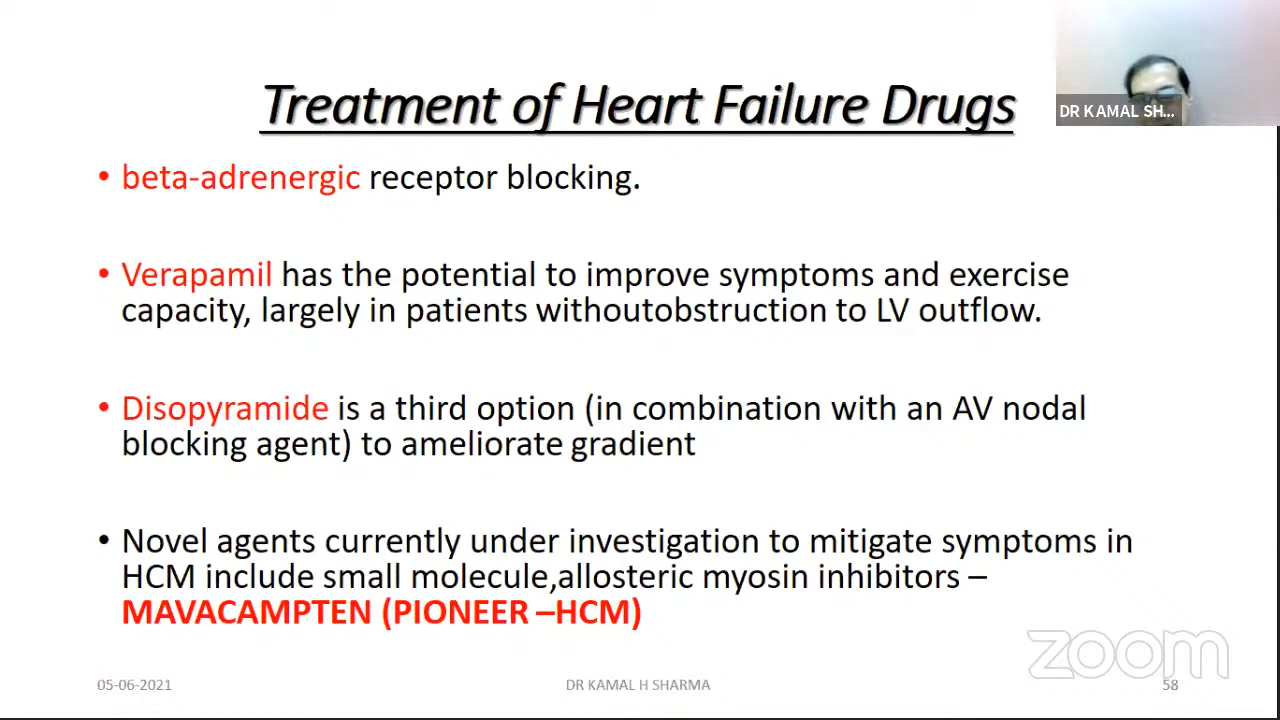 Treatment of Heart Failure Drugs
DR KAMAL SH...
• beta-adrenergic receptor blocking.
• Verapamil has the potential to improve symptoms and exercise
capacity, largely in patients withoutobstruction to LV outflow.
• Disopyramide is a third option (in combination with an AV nodal
blocking agent) to ameliorate gradient
• Novel agents currently under investigation to mitigate symptoms in
HCM include small molecule,allosteric myosin inhibitors –
MAVACAMPTEN (PIONEER –HCM)
zoom
05-06-2021
DR KAMAL H SHARMA
58